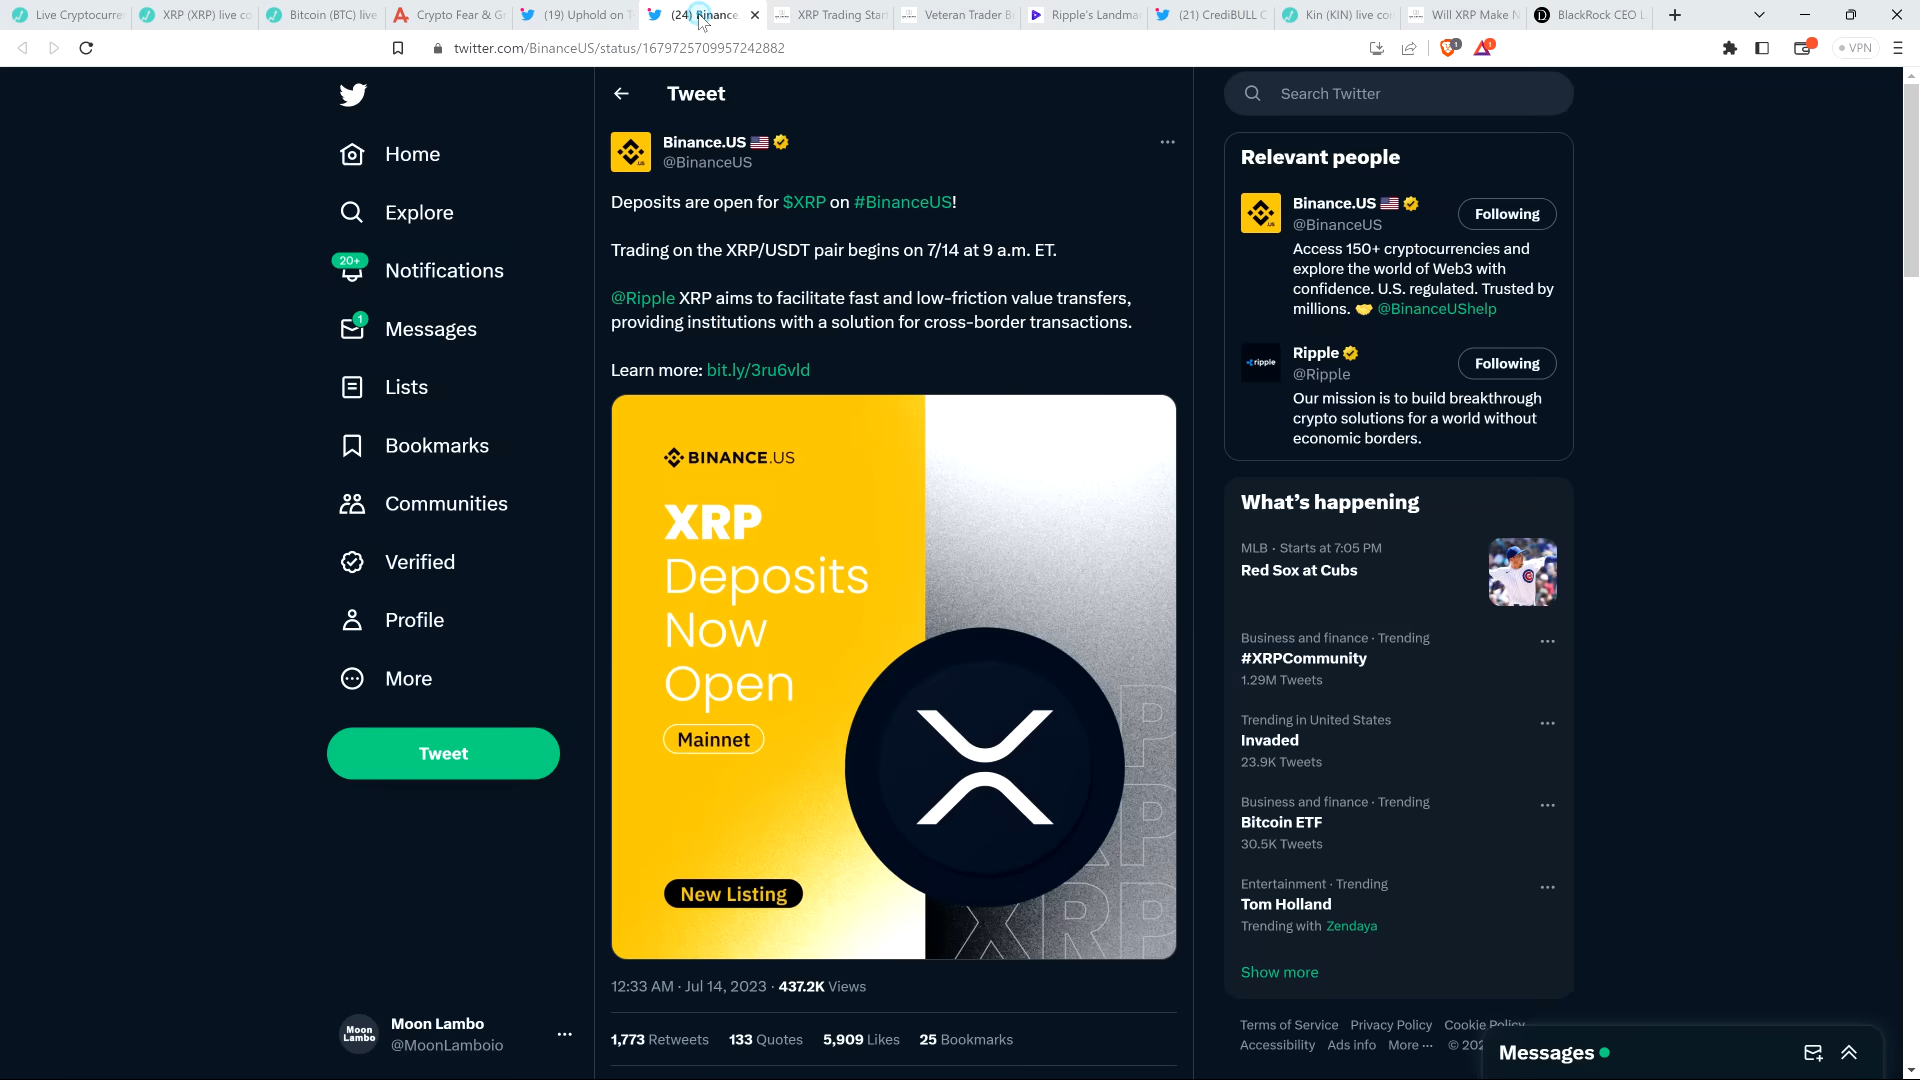 Live Cryptocurre
XRP (XRP) live co
Bitcoin (BTC) live
Crypto Fear & G
(19) Uphold on T
(24) Binance.
XRP Trading Star
Veteran Trader B
Ripple's Landma
(21) CrediBULL C
Kin (KIN) live co
Will XRP Make N
BlackRock CEO L
twitter.com/BinanceUS/status/1679725709957242882
VPN
Home
Explore
20+
Notifications
1
Messages
Lists
Bookmarks
Communities
Verified
Profile
More
Tweet
Moon Lambo
Moon Lambo
@MoonLamboio
Tweet
Binance.US
@BinanceUS
Deposits are open for $XRP on #BinanceUS!
Trading on the XRP/USDT pair begins on 7/14 at 9 a.m. ET.
@Ripple XRP aims to facilitate fast and low-friction value transfers,
providing institutions with a solution for cross-border transactions.
Learn more: bit.ly/3ru6vld
BINANCE.US
XRP
Deposits
Now
Open
Mainnet
New Listing
XRP
12:33 AM · Jul 14, 2023 · 437.2K Views
1,773 Retweets 133 Quotes 5,909 Likes 25 Bookmarks
Search Twitter
Relevant people
Binance.US
@BinanceUS
Following
Access 150+ cryptocurrencies and
explore the world of Web3 with
confidence. U.S. regulated. Trusted by
millions. @BinanceUShelp
ripple
Ripple
@Ripple
Following
Our mission is to build breakthrough
crypto solutions for a world without
economic borders.
What's happening
MLB · Starts at 7:05 PM
Red Sox at Cubs
Business and finance · Trending
#XRPCommunity
1.29M Tweets
Trending in United States
Invaded
23.9K Tweets
Business and finance · Trending
Bitcoin ETF
30.5K Tweets
Entertainment · Trending
Tom Holland
Trending with Zendaya
Show more
Terms of Service Privacy Policy Cookie Policy
Accessibility Ads info More ··· © 202
Messages